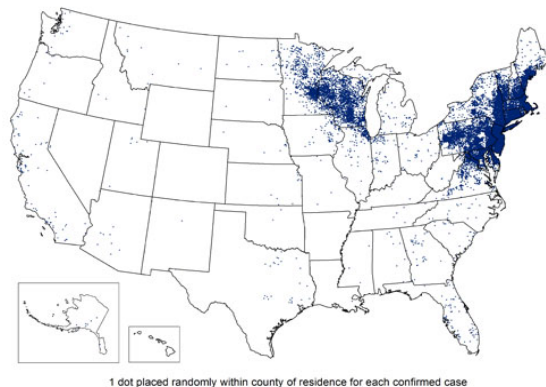 1 dot placed randomly within county of residence for each confirmed case